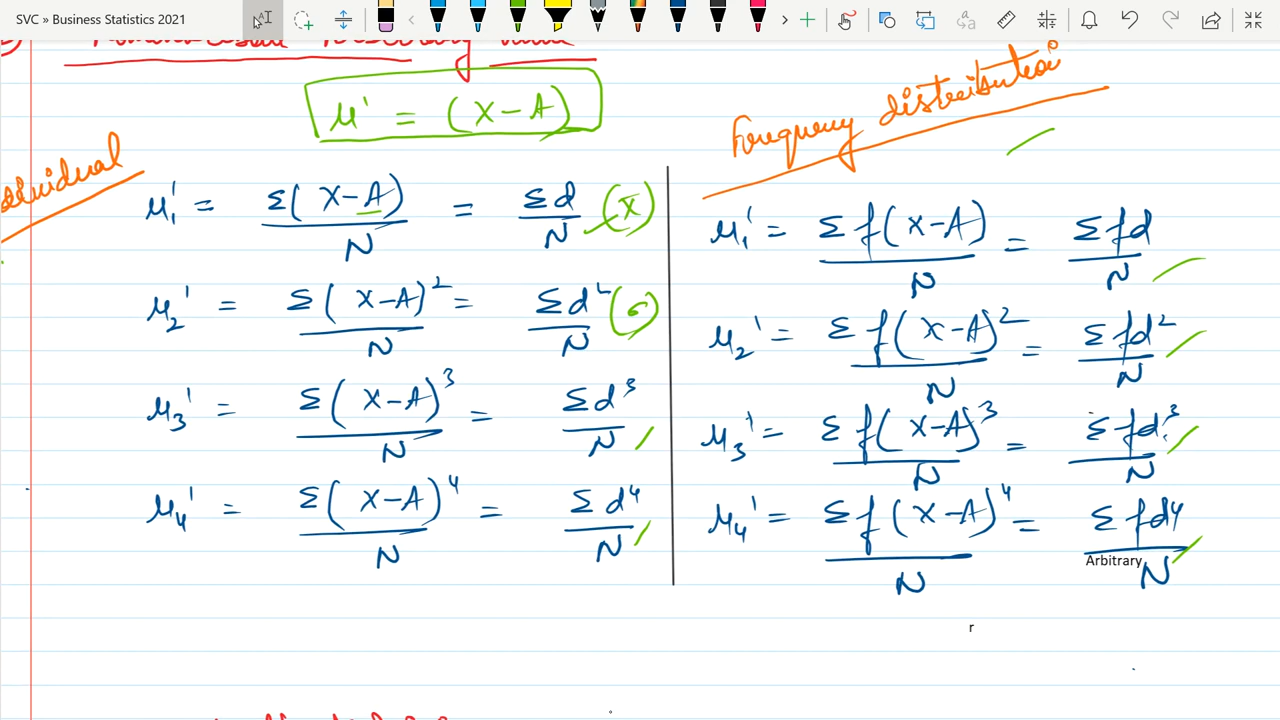 SVC » Business Statistics 2021
μ' = (X-A)
Frequency distribution
μ₁' = Σ(X-A)/N = Σd/N (X̄)
μ₂' = Σ(X-A)²/N = Σd²/N (σ)
μ₃' = Σ(X-A)³/N = Σd³/N
μ₄' = Σ(X-A)⁴/N = Σd⁴/N
μ₁' = Σf(X-A)/N = Σfd/N
μ₂' = Σf(X-A)²/N = Σfd²/N
μ₃' = Σf(X-A)³/N = Σfd³/N
μ₄' = Σf(X-A)⁴/N = Σfd4/N
Arbitrary
r